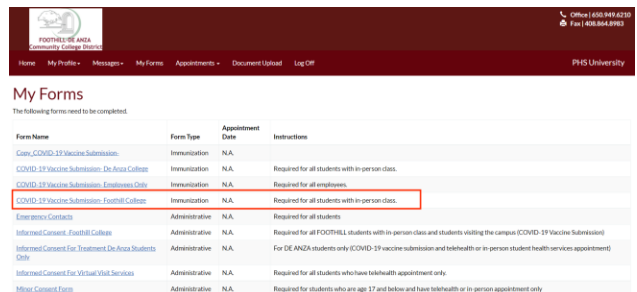 Office | 650.949.6210
Fax | 408.864.8983
FOOTHILL-DE ANZA
Community College District
Home My Profile Messages My Forms Appointments Document Upload Log Off PHS University
My Forms
The following forms need to be completed.
Form Name Form Type Appointment Date Instructions
Copy_COVID-19 Vaccine Submission- Immunization N.A.
COVID-19 Vaccine Submission- De Anza College Immunization N.A. Required for all students with in-person class.
COVID-19 Vaccine Submission- Employees Only Immunization N.A. Required for all employees.
COVID-19 Vaccine Submission- Foothill College Immunization N.A. Required for all students with in-person class.
Emergency Contacts Administrative N.A. Required for all students
Informed Consent -Foothill College Administrative N.A. Required for all FOOTHILL students with in-person class and students visiting the campus (COVID-19 Vaccine Submission)
Informed Consent For Treatment De Anza Students Only Administrative N.A. For DE ANZA students only (COVID-19 vaccine submission and telehealth or in-person student health services appointment)
Informed Consent For Virtual Visit Services Administrative N.A. Required for all students who have telehealth appointment only.
Minor Consent Form Administrative N.A. Required for students who are age 17 and below and have telehealth or in-person appointment only